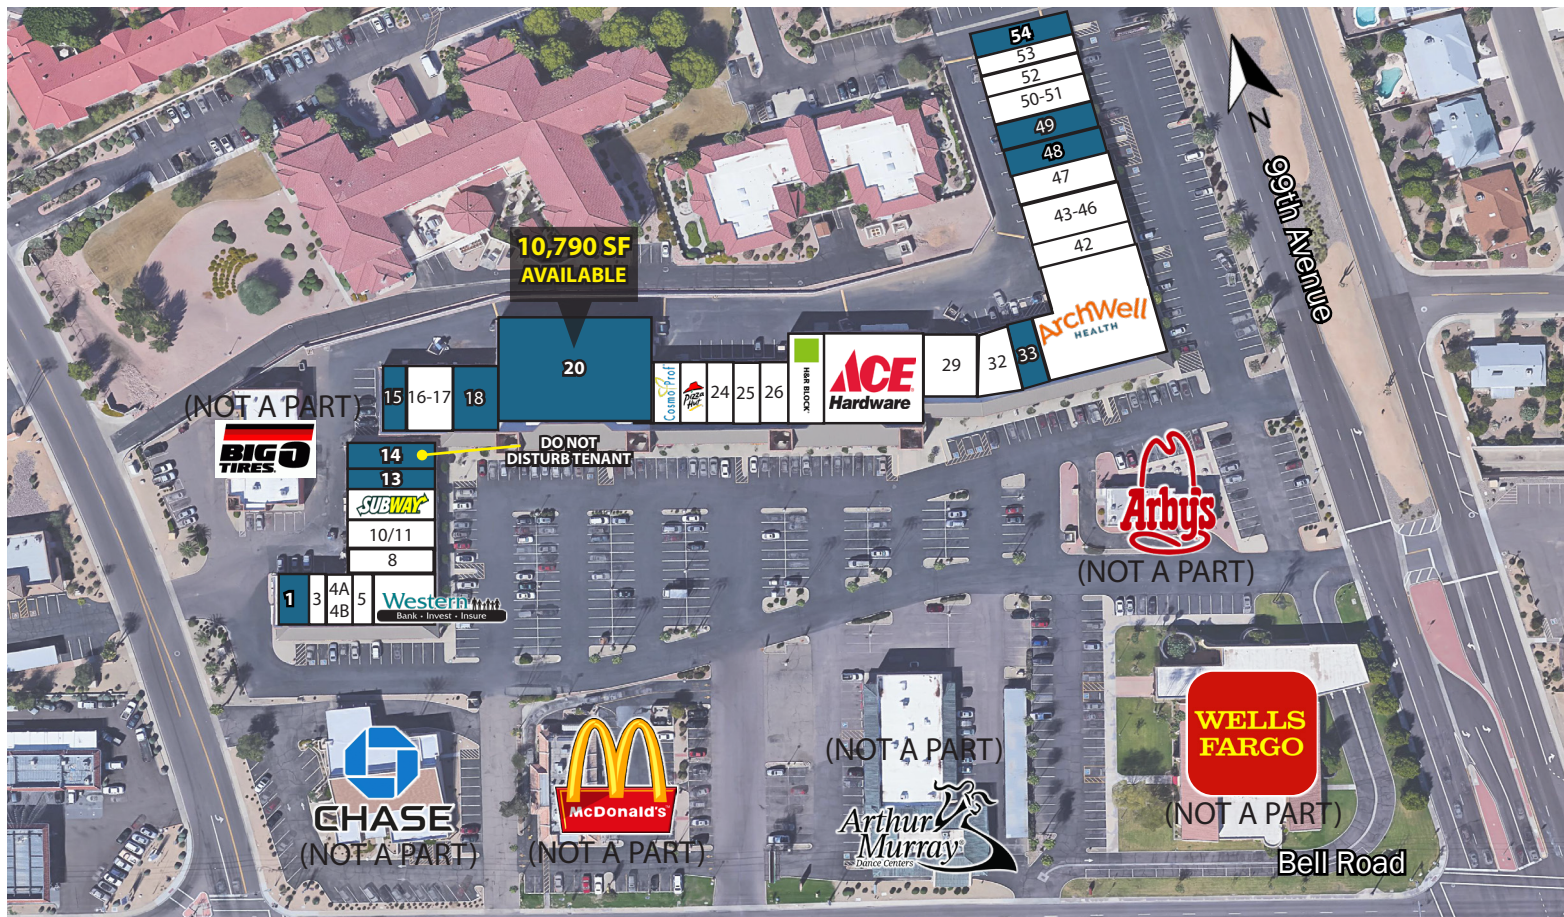 54
53
52
50-51
49
48
47
43-46
42
N
99th Avenue
10,790 SF
AVAILABLE
ArchWell
HEALTH
20
15
16-17
18
CosmoProf
Pizza
Hut
24
25
26
H&R BLOCK
ACE
Hardware
29
32
33
(NOT A PART)
BIG O
TIRES
14
DO NOT
DISTURB TENANT
13
SUBWAY
10/11
8
1
3
4A
4B
5
Western
Bank • Invest • Insure
Arby's
(NOT A PART)
CHASE
(NOT A PART)
McDonald's
(NOT A PART)
(NOT A PART)
Arthur
Murray
Dance Centers
WELLS
FARGO
(NOT A PART)
Bell Road